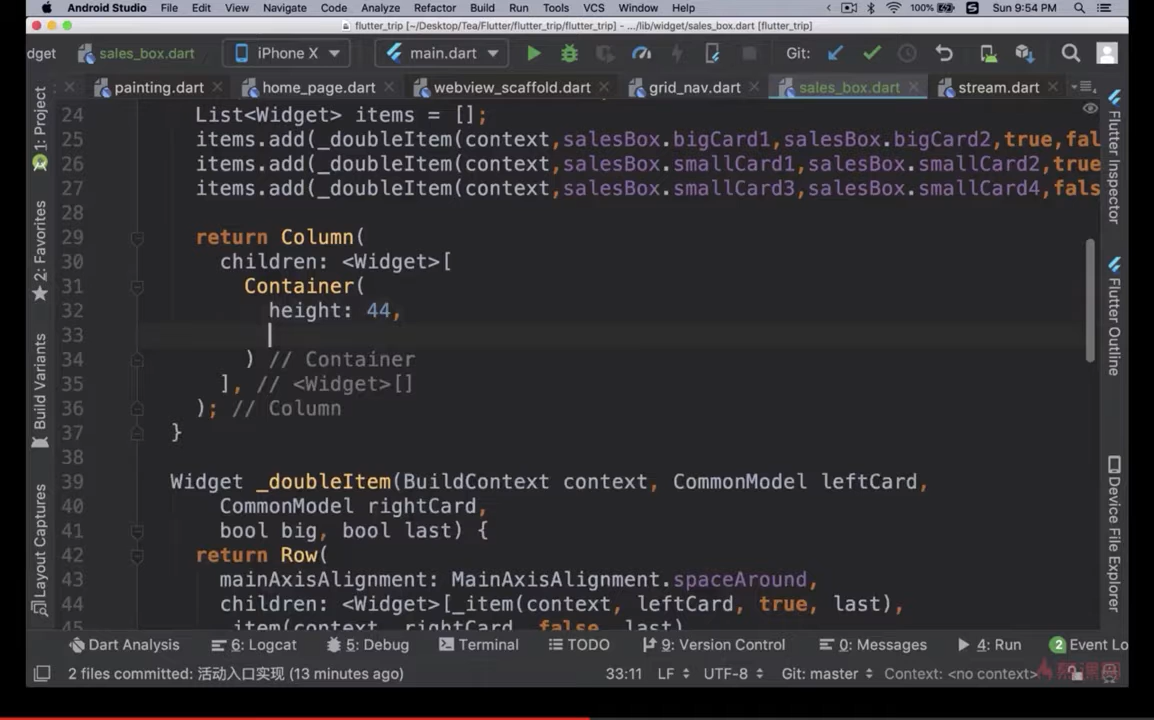 Android Studio File Edit View Navigate Code Analyze Refactor Build Run Tools VCS Window Help 100% Sun 9:54 PM
flutter_trip [~/Desktop/Tea/Flutter/flutter_trip/flutter_trip] - .../lib/widget/sales_box.dart [flutter_trip]
dget sales_box.dart iPhone X main.dart Git:
painting.dart home_page.dart webview_scaffold.dart grid_nav.dart sales_box.dart stream.dart
1: Project
2: Favorites
Build Variants
Layout Captures
24 List<Widget> items = [];
25 items.add(_doubleItem(context,salesBox.bigCard1,salesBox.bigCard2,true,fal
26 items.add(_doubleItem(context,salesBox.smallCard1,salesBox.smallCard2,true
27 items.add(_doubleItem(context,salesBox.smallCard3,salesBox.smallCard4,fals
28
29 return Column(
30 children: <Widget>[
31 Container(
32 height: 44,
33
34 ) // Container
35 ], // <Widget>[]
36 ); // Column
37 }
38
39 Widget _doubleItem(BuildContext context, CommonModel leftCard,
40 CommonModel rightCard,
41 bool big, bool last) {
42 return Row(
43 mainAxisAlignment: MainAxisAlignment.spaceAround,
44 children: <Widget>[_item(context, leftCard, true, last),
45 _item(context, rightCard, false, last)
Flutter Inspector
Flutter Outline
Device File Explorer
Dart Analysis 6: Logcat 5: Debug Terminal TODO 9: Version Control 0: Messages 4: Run 2 Event Lo
2 files committed: 活动入口实现 (13 minutes ago) 33:11 LF UTF-8 Git: master Context: <no context>